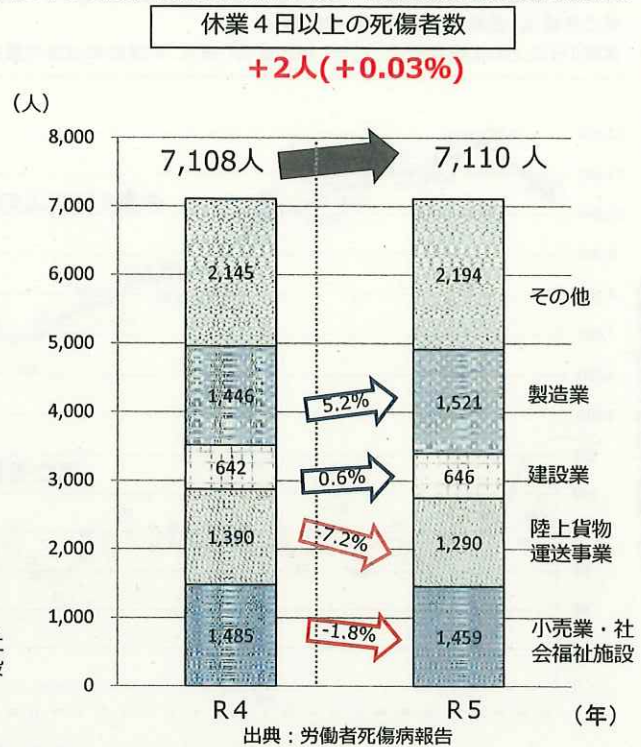 休業４日以上の死傷者数
+2人(+0.03%)
（人）
8,000
7,000
6,000
5,000
4,000
3,000
2,000
1,000
0
7,108人
7,110 人
2,145
2,194
その他
1,446
5.2%
1,521
製造業
642
0.6%
646
建設業
1,390
-7.2%
1,290
陸上貨物
運送事業
1,485
-1.8%
1,459
小売業・社
会福祉施設
R４
R５
（年）
出典：労働者死傷病報告